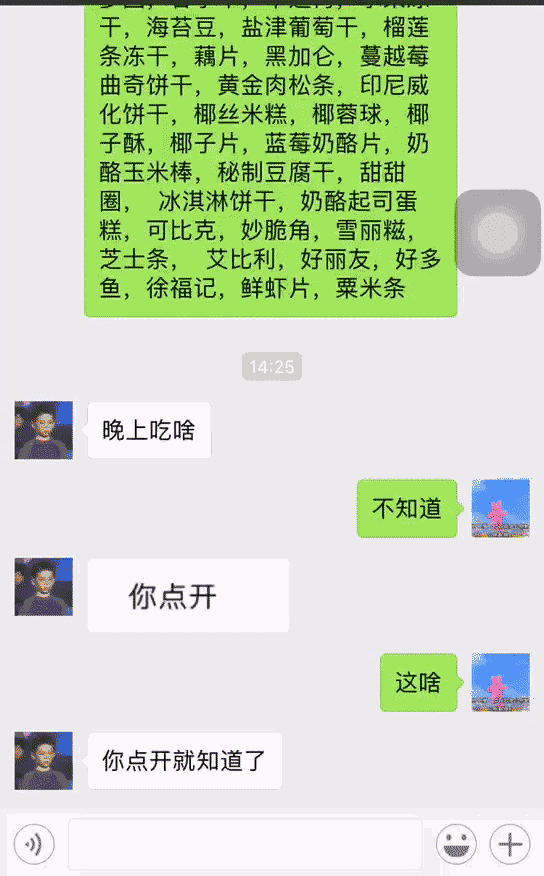 干，海苔豆，盐津葡萄干，榴莲
条冻干，藕片，黑加仑，蔓越莓
曲奇饼干，黄金肉松条，印尼威
化饼干，椰丝米糕，椰蓉球，椰
子酥，椰子片，蓝莓奶酪片，奶
酪玉米棒，秘制豆腐干，甜甜
圈， 冰淇淋饼干，奶酪起司蛋
糕，可比克，妙脆角，雪丽糍，
芝士条， 艾比利，好丽友，好多
鱼，徐福记，鲜虾片，粟米条
14:25
晚上吃啥
不知道
你点开
这啥
你点开就知道了